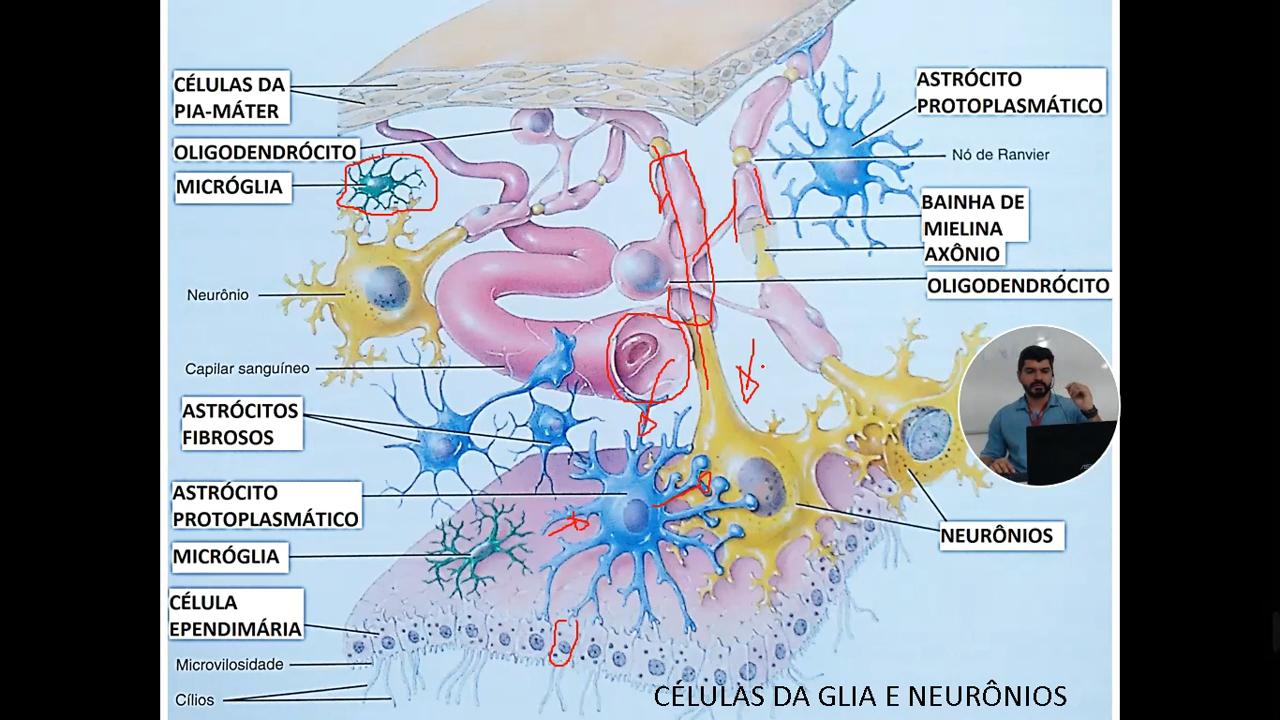 CÉLULAS DA
PIA-MÁTER
OLIGODENDRÓCITO
MICRÓGLIA
Neurônio
Capilar sanguíneo
ASTRÓCITOS
FIBROSOS
ASTRÓCITO
PROTOPLASMÁTICO
MICRÓGLIA
CÉLULA
EPENDIMÁRIA
Microvilosidade
Cílios
ASTRÓCITO
PROTOPLASMÁTICO
Nó de Ranvier
BAINHA DE
MIELINA
AXÔNIO
OLIGODENDRÓCITO
NEURÔNIOS
CÉLULAS DA GLIA E NEURÔNIOS